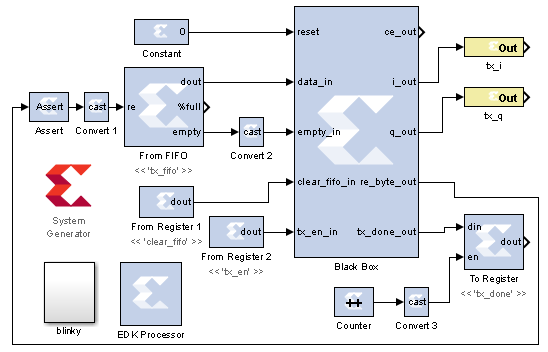 0
Constant
reset
ce_out
Out
tx_i
dout
data_in
i_out
Assert
Assert
cast
Convert 1
re
%full
Out
tx_q
empty
From FIFO
<< 'tx_fifo' >>
cast
Convert 2
empty_in
q_out
System
Generator
dout
From Register 1
<< 'clear_fifo' >>
clear_fifo_in
re_byte_out
dout
From Register 2
<< 'tx_en' >>
tx_en_in
tx_done_out
Black Box
din
dout
en
To Register
<< 'tx_done' >>
blinky
EDK Processor
Counter
cast
Convert 3